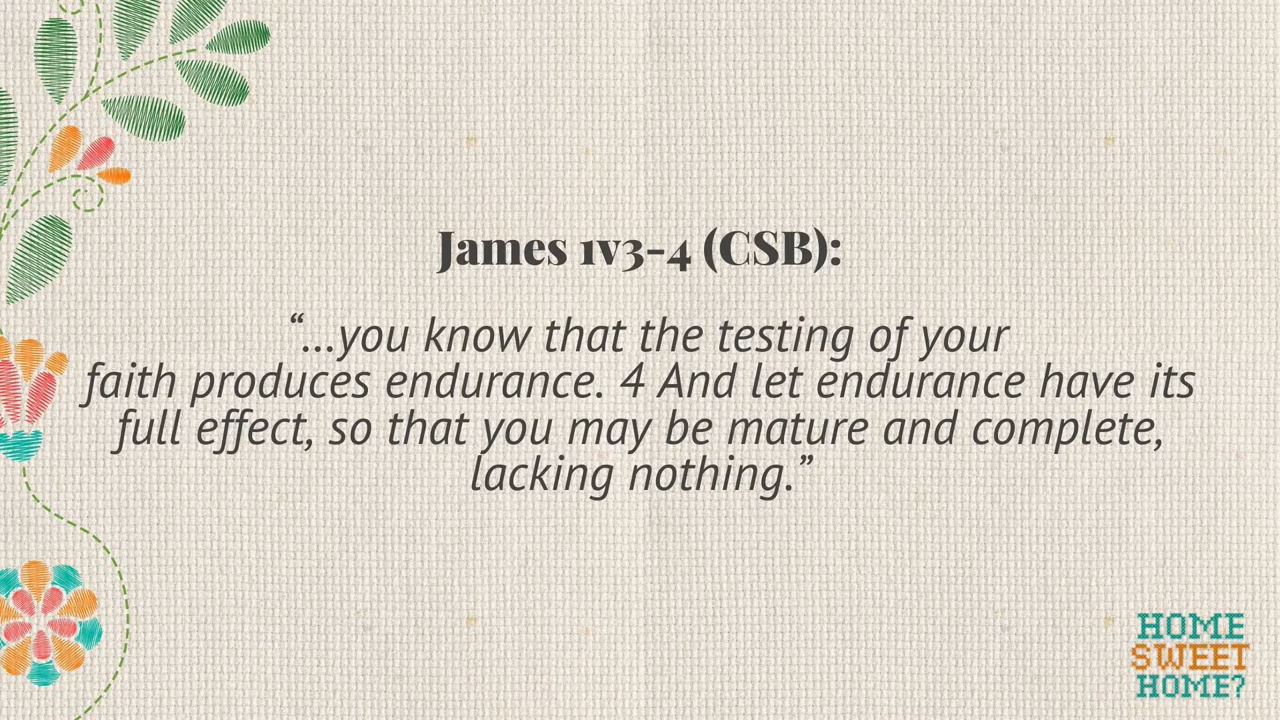 James 1v3-4 (CSB):
“...you know that the testing of your
faith produces endurance. 4 And let endurance have its
full effect, so that you may be mature and complete,
lacking nothing.”
HOME
SWEET
HOME?